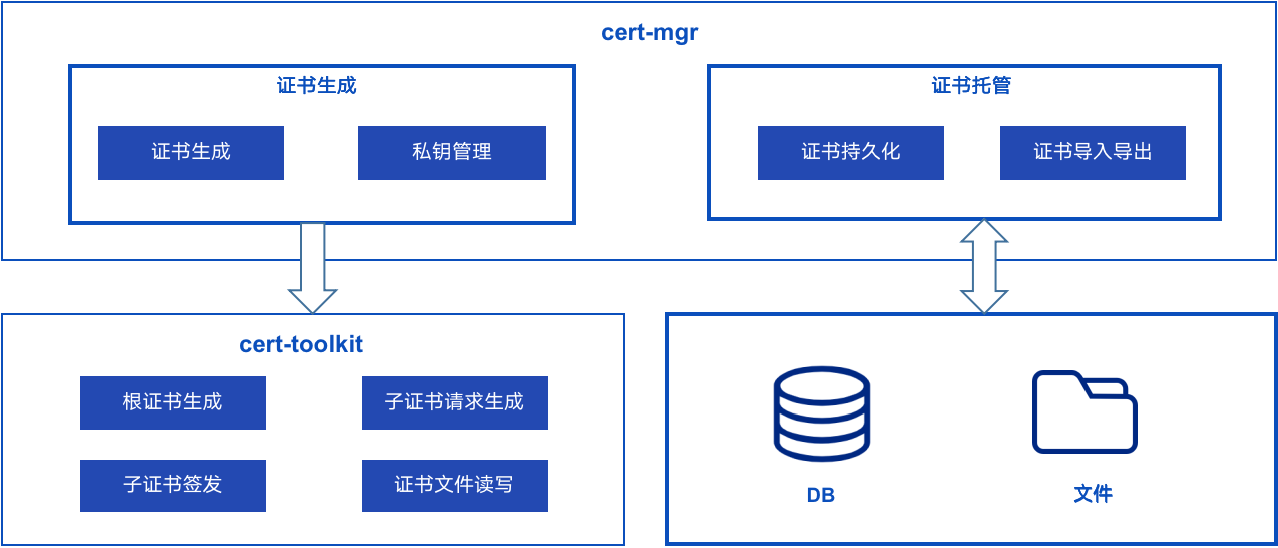 cert-mgr
证书生成
证书生成
私钥管理
证书托管
证书持久化
证书导入导出
cert-toolkit
根证书生成
子证书请求生成
子证书签发
证书文件读写
DB
文件